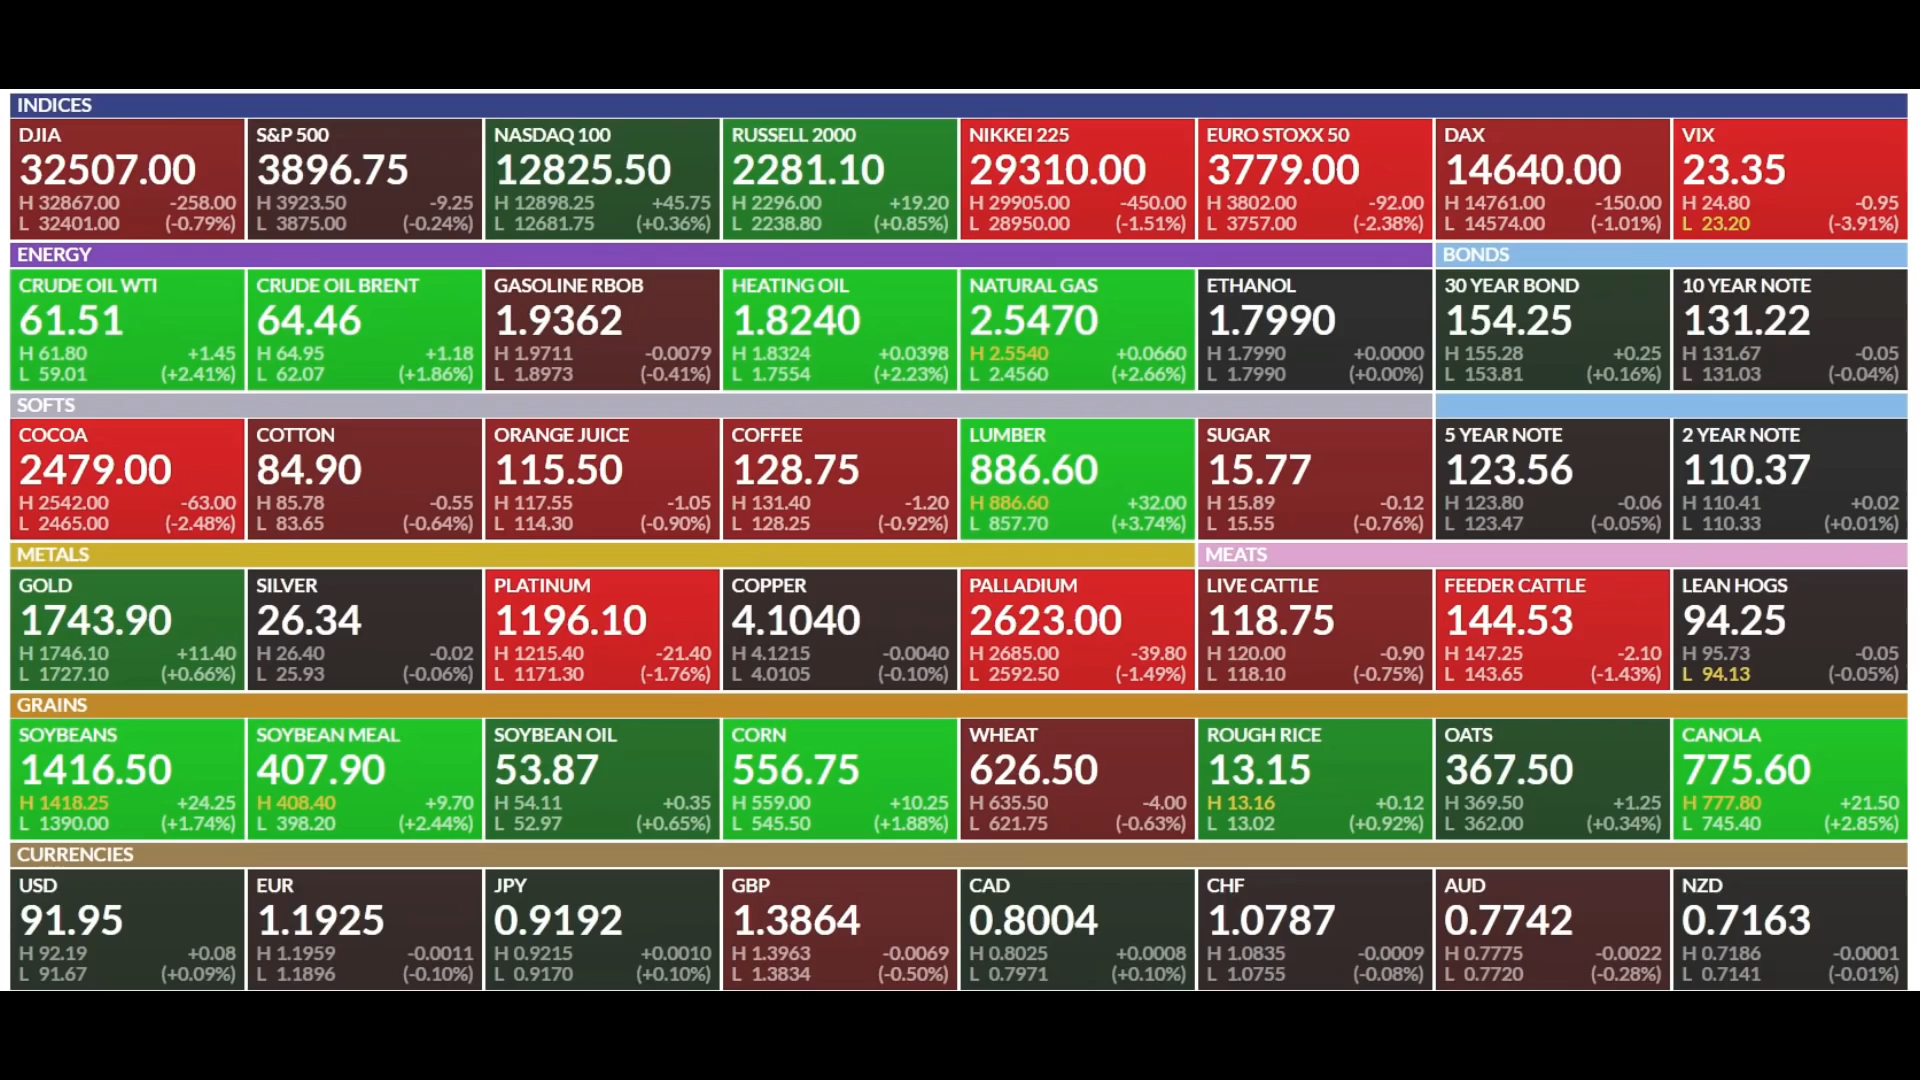 INDICES
DJIA
32507.00
H 32867.00 -258.00
L 32401.00 (-0.79%)
S&P 500
3896.75
H 3923.50 -9.25
L 3875.00 (-0.24%)
NASDAQ 100
12825.50
H 12898.25 +45.75
L 12681.75 (+0.36%)
RUSSELL 2000
2281.10
H 2296.00 +19.20
L 2238.80 (+0.85%)
NIKKEI 225
29310.00
H 29905.00 -450.00
L 28950.00 (-1.51%)
EURO STOXX 50
3779.00
H 3802.00 -92.00
L 3757.00 (-2.38%)
DAX
14640.00
H 14761.00 -150.00
L 14574.00 (-1.01%)
VIX
23.35
H 24.80 -0.95
L 23.20 (-3.91%)
ENERGY
CRUDE OIL WTI
61.51
H 61.80 +1.45
L 59.01 (+2.41%)
CRUDE OIL BRENT
64.46
H 64.95 +1.18
L 62.07 (+1.86%)
GASOLINE RBOB
1.9362
H 1.9711 -0.0079
L 1.8973 (-0.41%)
HEATING OIL
1.8240
H 1.8324 +0.0398
L 1.7554 (+2.23%)
NATURAL GAS
2.5470
H 2.5540 +0.0660
L 2.4560 (+2.66%)
ETHANOL
1.7990
H 1.7990 +0.0000
L 1.7990 (+0.00%)
BONDS
30 YEAR BOND
154.25
H 155.28 +0.25
L 153.81 (+0.16%)
10 YEAR NOTE
131.22
H 131.67 -0.05
L 131.03 (-0.04%)
SOFTS
COCOA
2479.00
H 2542.00 -63.00
L 2465.00 (-2.48%)
COTTON
84.90
H 85.78 -0.55
L 83.65 (-0.64%)
ORANGE JUICE
115.50
H 117.55 -1.05
L 114.30 (-0.90%)
COFFEE
128.75
H 131.40 -1.20
L 128.25 (-0.92%)
LUMBER
886.60
H 886.60 +32.00
L 857.70 (+3.74%)
SUGAR
15.77
H 15.89 -0.12
L 15.55 (-0.76%)
5 YEAR NOTE
123.56
H 123.80 -0.06
L 123.47 (-0.05%)
2 YEAR NOTE
110.37
H 110.41 +0.02
L 110.33 (+0.01%)
METALS
GOLD
1743.90
H 1746.10 +11.40
L 1727.10 (+0.66%)
SILVER
26.34
H 26.40 -0.02
L 25.93 (-0.06%)
PLATINUM
1196.10
H 1215.40 -21.40
L 1171.30 (-1.76%)
COPPER
4.1040
H 4.1215 -0.0040
L 4.0105 (-0.10%)
PALLADIUM
2623.00
H 2685.00 -39.80
L 2592.50 (-1.49%)
MEATS
LIVE CATTLE
118.75
H 120.00 -0.90
L 118.10 (-0.75%)
FEEDER CATTLE
144.53
H 147.25 -2.10
L 143.65 (-1.43%)
LEAN HOGS
94.25
H 95.73 -0.05
L 94.13 (-0.05%)
GRAINS
SOYBEANS
1416.50
H 1418.25 +24.25
L 1390.00 (+1.74%)
SOYBEAN MEAL
407.90
H 408.40 +9.70
L 398.20 (+2.44%)
SOYBEAN OIL
53.87
H 54.11 +0.35
L 52.97 (+0.65%)
CORN
556.75
H 559.00 +10.25
L 545.50 (+1.88%)
WHEAT
626.50
H 635.50 -4.00
L 621.75 (-0.63%)
ROUGH RICE
13.15
H 13.16 +0.12
L 13.02 (+0.92%)
OATS
367.50
H 369.50 +1.25
L 362.00 (+0.34%)
CANOLA
775.60
H 777.80 +21.50
L 745.40 (+2.85%)
CURRENCIES
USD
91.95
H 92.19 +0.08
L 91.67 (+0.09%)
EUR
1.1925
H 1.1959 -0.0011
L 1.1896 (-0.10%)
JPY
0.9192
H 0.9215 +0.0010
L 0.9170 (+0.10%)
GBP
1.3864
H 1.3963 -0.0069
L 1.3834 (-0.50%)
CAD
0.8004
H 0.8025 +0.0008
L 0.7971 (+0.10%)
CHF
1.0787
H 1.0835 -0.0009
L 1.0755 (-0.08%)
AUD
0.7742
H 0.7775 -0.0022
L 0.7720 (-0.28%)
NZD
0.7163
H 0.7186 -0.0001
L 0.7141 (-0.01%)